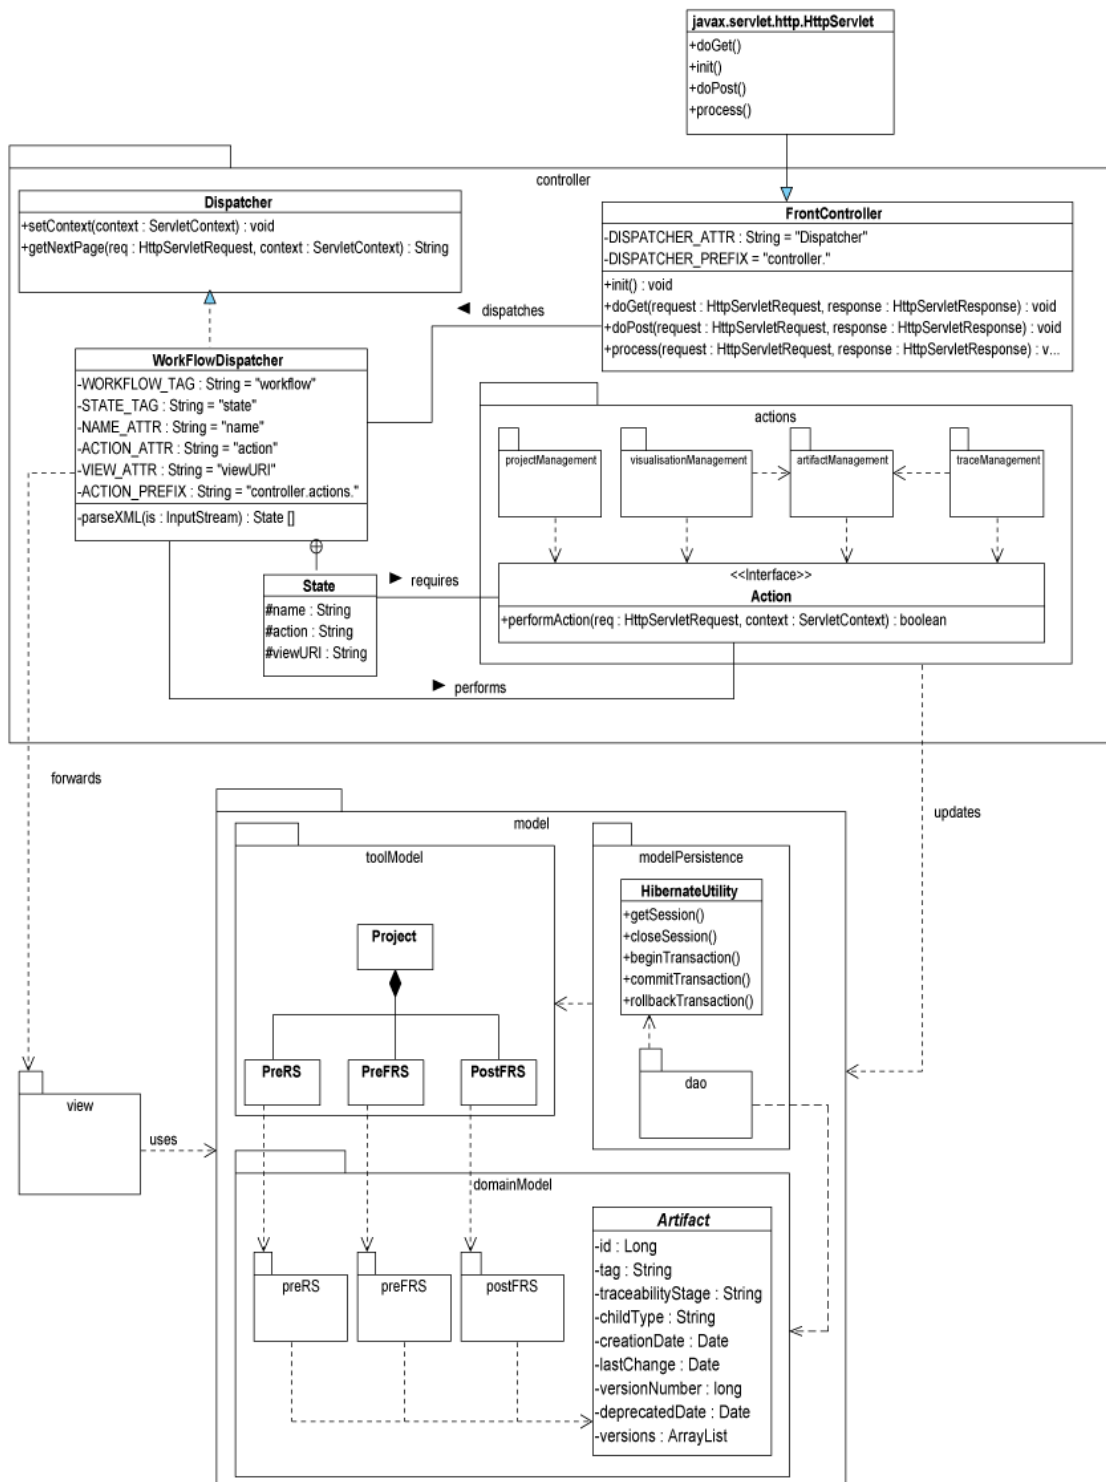 javax.servlet.http.HttpServlet
+doGet()
+init()
+doPost()
+process()
controller
Dispatcher
+setContext(context : ServletContext) : void
+getNextPage(req : HttpServletRequest, context : ServletContext) : String
FrontController
-DISPATCHER_ATTR : String = "Dispatcher"
-DISPATCHER_PREFIX = "controller."
+init() : void
+doGet(request : HttpServletRequest, response : HttpServletResponse) : void
+doPost(request : HttpServletRequest, response : HttpServletResponse) : void
+process(request : HttpServletRequest, response : HttpServletResponse) : v...
◄ dispatches
WorkFlowDispatcher
-WORKFLOW_TAG : String = "workflow"
-STATE_TAG : String = "state"
-NAME_ATTR : String = "name"
-ACTION_ATTR : String = "action"
-VIEW_ATTR : String = "viewURI"
-ACTION_PREFIX : String = "controller.actions."
-parseXML(is : InputStream) : State []
actions
projectManagement
visualisationManagement
artifactManagement
traceManagement
State
#name : String
#action : String
#viewURI : String
► requires
<<Interface>>
Action
+performAction(req : HttpServletRequest, context : ServletContext) : boolean
► performs
forwards
updates
model
toolModel
Project
PreRS
PreFRS
PostFRS
modelPersistence
HibernateUtility
+getSession()
+closeSession()
+beginTransaction()
+commitTransaction()
+rollbackTransaction()
dao
view
uses
domainModel
preRS
preFRS
postFRS
Artifact
-id : Long
-tag : String
-traceabilityStage : String
-childType : String
-creationDate : Date
-lastChange : Date
-versionNumber : long
-deprecatedDate : Date
-versions : ArrayList